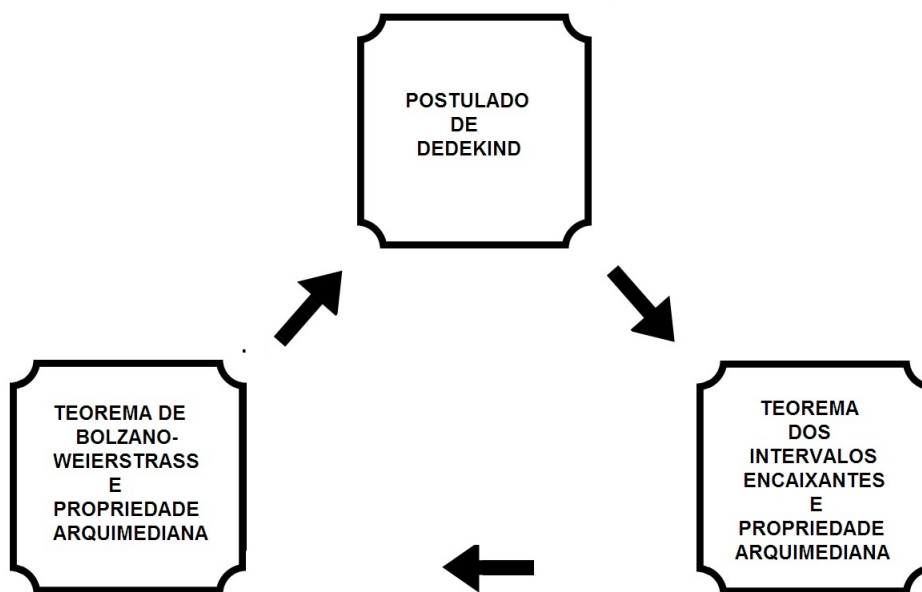 POSTULADO
DE
DEDEKIND
TEOREMA DE
BOLZANO-
WEIERSTRASS
E
PROPRIEDADE
ARQUIMEDIANA
TEOREMA
DOS
INTERVALOS
ENCAIXANTES
E
PROPRIEDADE
ARQUIMEDIANA